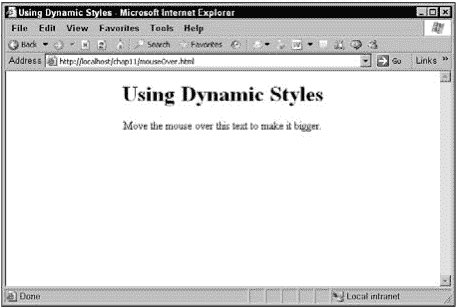 Using Dynamic Styles - Microsoft Internet Explorer
File Edit View Favorites Tools Help
Back Search Favorites
Address http://localhost/chap11/mouseOver.html Go Links »
Using Dynamic Styles
Move the mouse over this text to make it bigger.
Done Local intranet